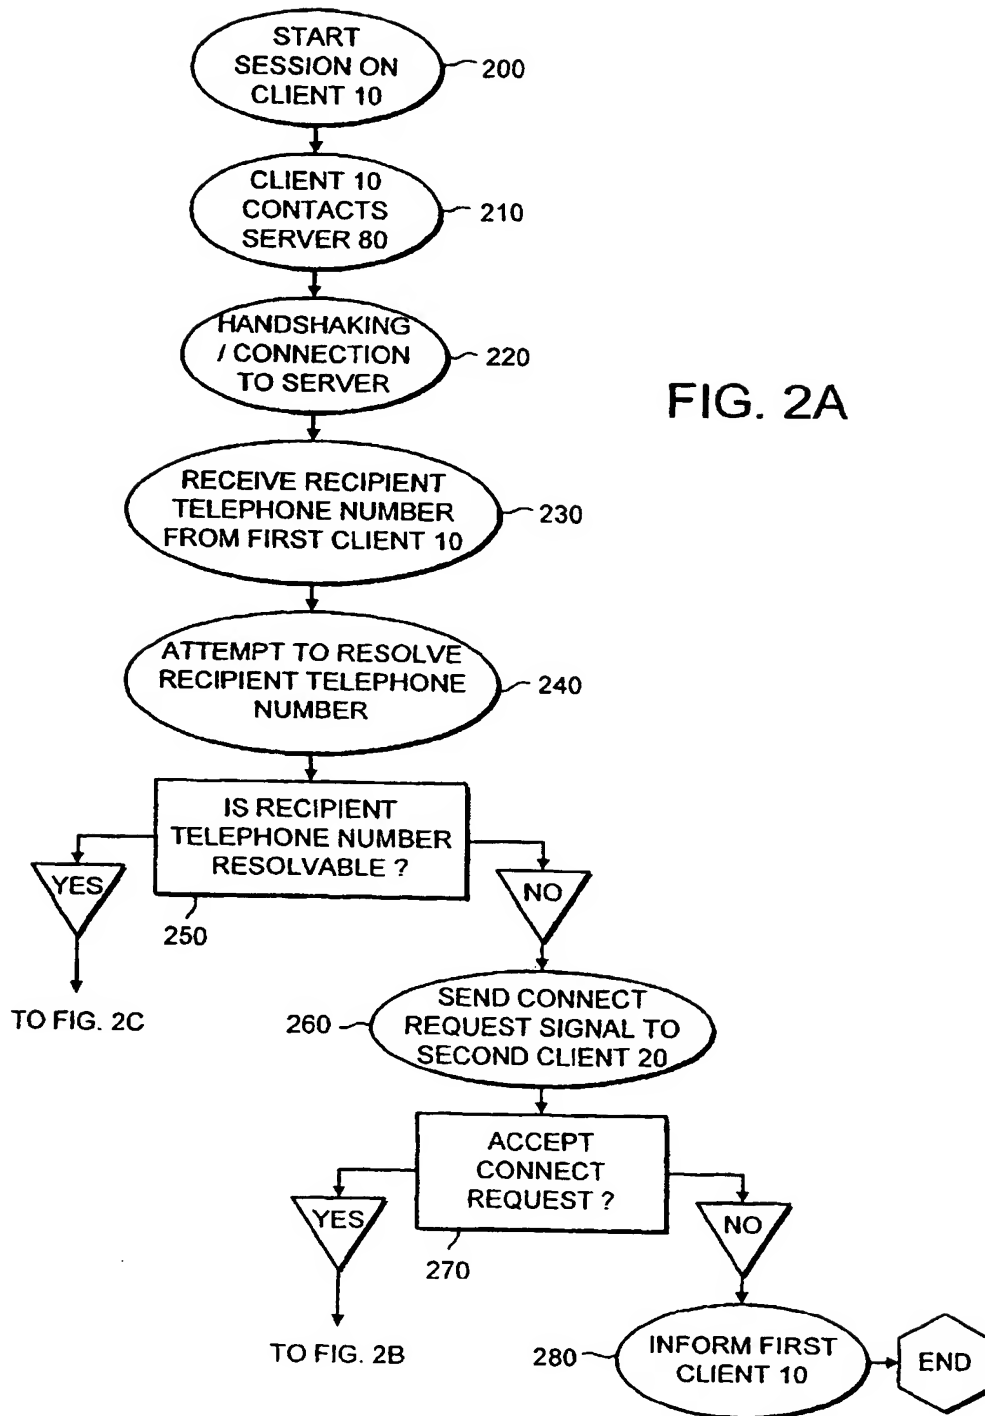 START
SESSION ON
CLIENT 10
200
CLIENT 10
CONTACTS
SERVER 80
210
HANDSHAKING
/ CONNECTION
TO SERVER
220
FIG. 2A
RECEIVE RECIPIENT
TELEPHONE NUMBER
FROM FIRST CLIENT 10
230
ATTEMPT TO RESOLVE
RECIPIENT TELEPHONE
NUMBER
240
IS RECIPIENT
TELEPHONE NUMBER
RESOLVABLE ?
250
YES
NO
TO FIG. 2C
SEND CONNECT
REQUEST SIGNAL TO
SECOND CLIENT 20
260
ACCEPT
CONNECT
REQUEST ?
270
YES
NO
TO FIG. 2B
INFORM FIRST
CLIENT 10
280
END